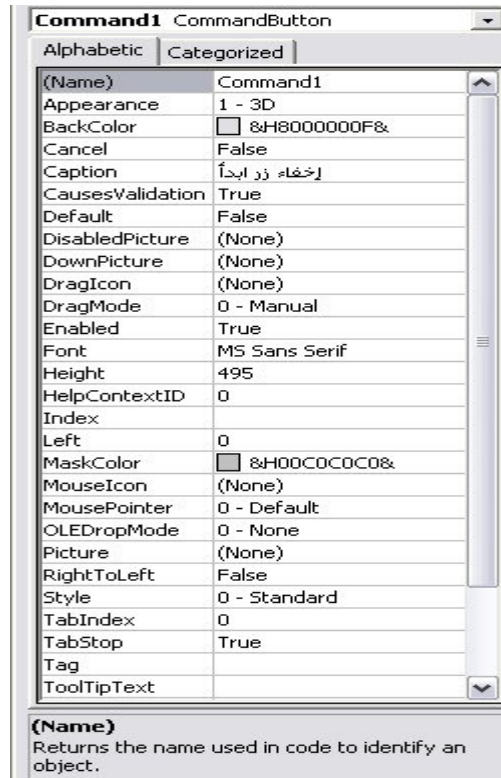 Command1 CommandButton
Alphabetic Categorized
(Name) Command1
Appearance 1 - 3D
BackColor &H8000000F&
Cancel False
Caption إخفاء زر ابدأ
CausesValidation True
Default False
DisabledPicture (None)
DownPicture (None)
DragIcon (None)
DragMode 0 - Manual
Enabled True
Font MS Sans Serif
Height 495
HelpContextID 0
Index
Left 0
MaskColor &H00C0C0C0&
MouseIcon (None)
MousePointer 0 - Default
OLEDropMode 0 - None
Picture (None)
RightToLeft False
Style 0 - Standard
TabIndex 0
TabStop True
Tag
ToolTipText
(Name)
Returns the name used in code to identify an
object.